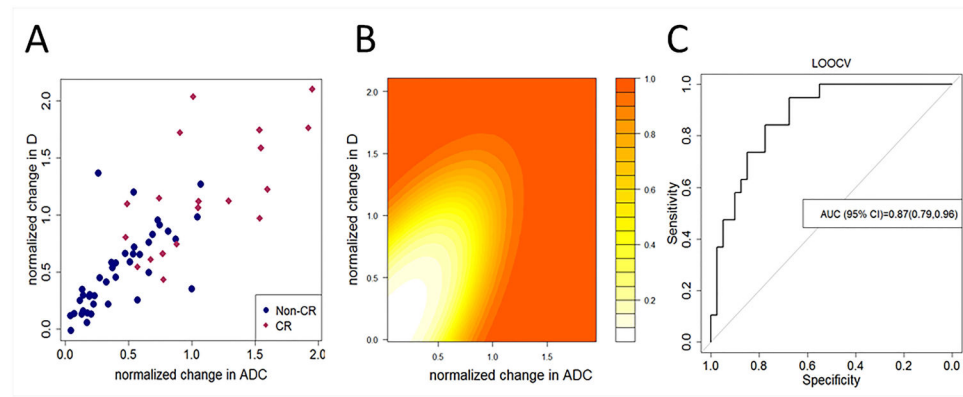 A
B
C
normalized change in D
2.0
1.5
1.0
0.5
0.0
0.0
0.5
1.0
1.5
2.0
normalized change in ADC
Non-CR
CR
normalized change in D
2.0
1.5
1.0
0.5
0.0
0.5
1.0
1.5
normalized change in ADC
1.0
0.8
0.6
0.4
0.2
LOOCV
Sensitivity
1.0
0.8
0.6
0.4
0.2
0.0
AUC (95% CI)=0.87(0.79,0.96)
1.0
0.8
0.6
0.4
0.2
0.0
Specificity